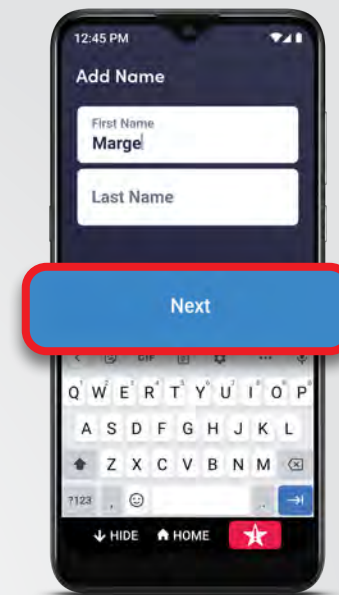 12:45 PM
Add Name
First Name
Marge
Last Name
Next
GIF
Q W E R T Y U I O P
A S D F G H J K L
Z X C V B N M
?123 , .
HIDE HOME